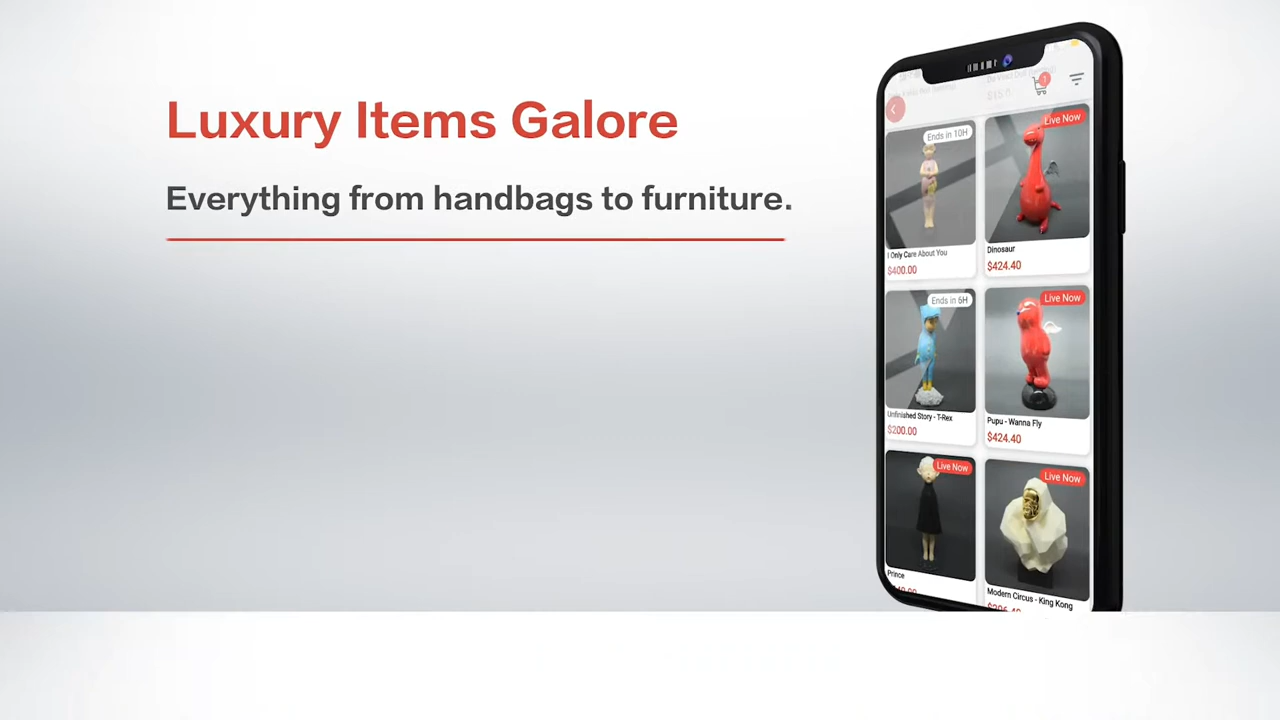 Luxury Items Galore
Everything from handbags to furniture.
1
Ends in 10H
Live Now
I Only Care About You
$400.00
Dinosaur
$424.40
Ends in 6H
Live Now
Unfinished Story - T-Rex
$200.00
Pupu - Wanna Fly
$424.40
Live Now
Live Now
Prince
Modern Circus - King Kong